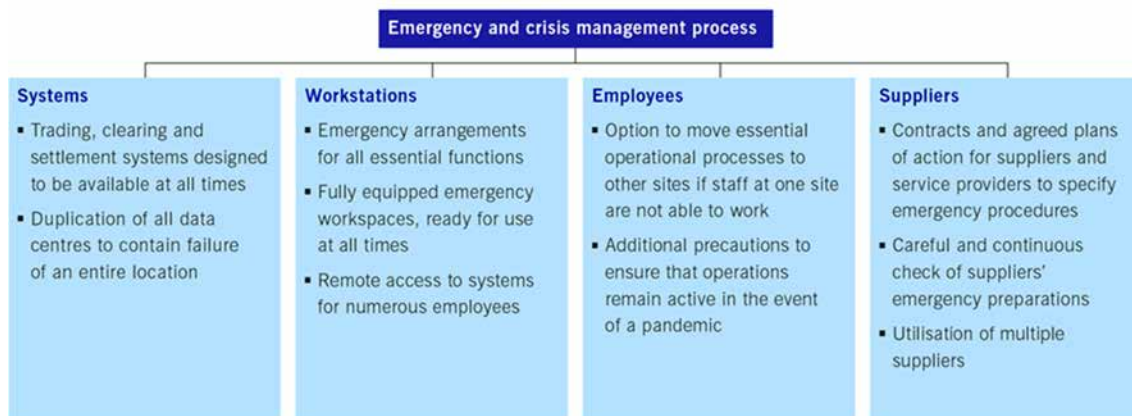 Emergency and crisis management process
Systems
▪ Trading, clearing and
settlement systems designed
to be available at all times
▪ Duplication of all data
centres to contain failure
of an entire location
Workstations
▪ Emergency arrangements
for all essential functions
▪ Fully equipped emergency
workspaces, ready for use
at all times
▪ Remote access to systems
for numerous employees
Employees
▪ Option to move essential
operational processes to
other sites if staff at one site
are not able to work
▪ Additional precautions to
ensure that operations
remain active in the event
of a pandemic
Suppliers
▪ Contracts and agreed plans
of action for suppliers and
service providers to specify
emergency procedures
▪ Careful and continuous
check of suppliers’
emergency preparations
▪ Utilisation of multiple
suppliers